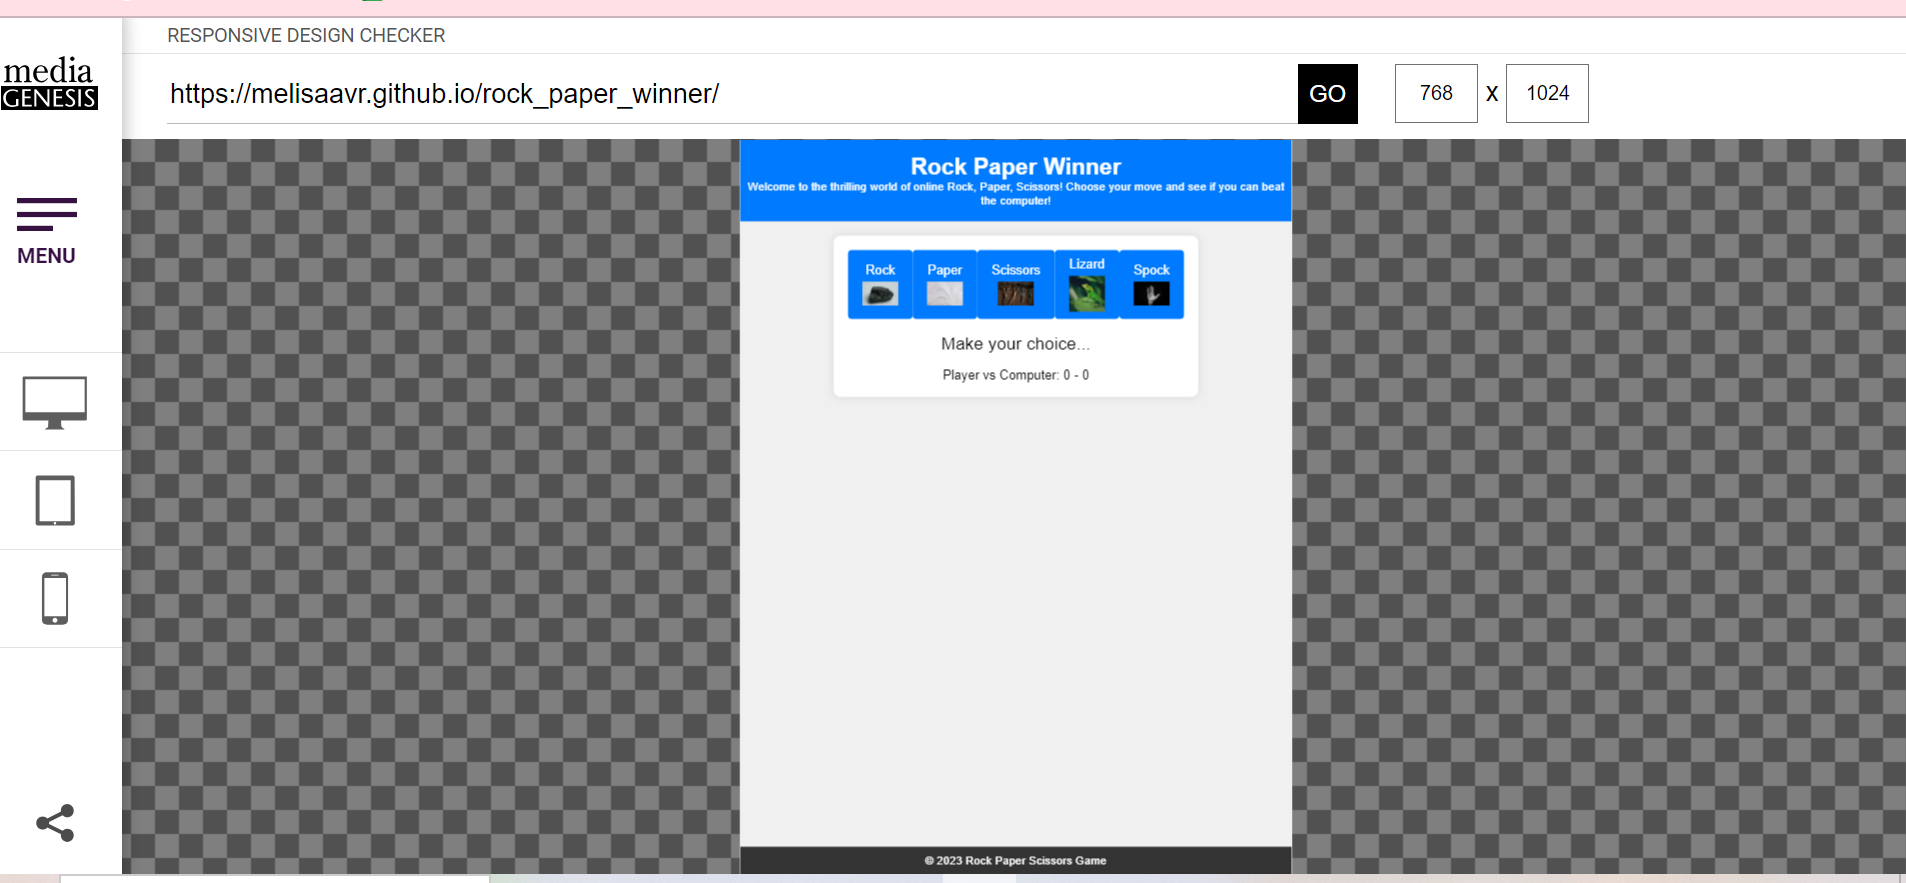 RESPONSIVE DESIGN CHECKER
media
GENESIS
https://melisaavr.github.io/rock_paper_winner/
GO
768 X 1024
MENU
Rock Paper Winner
Welcome to the thrilling world of online Rock, Paper, Scissors! Choose your move and see if you can beat
the computer!
Rock Paper Scissors Lizard Spock
Make your choice...
Player vs Computer: 0 - 0
© 2023 Rock Paper Scissors Game